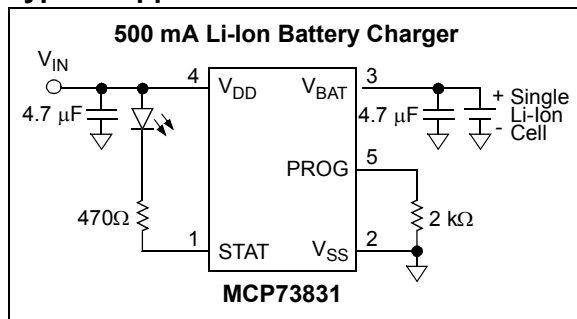 500 mA Li-Ion Battery Charger
VIN
4 VDD
VBAT 3
4.7 μF
4.7 μF
+ Single
Li-Ion
- Cell
PROG 5
470Ω
2 kΩ
1 STAT
VSS 2
MCP73831